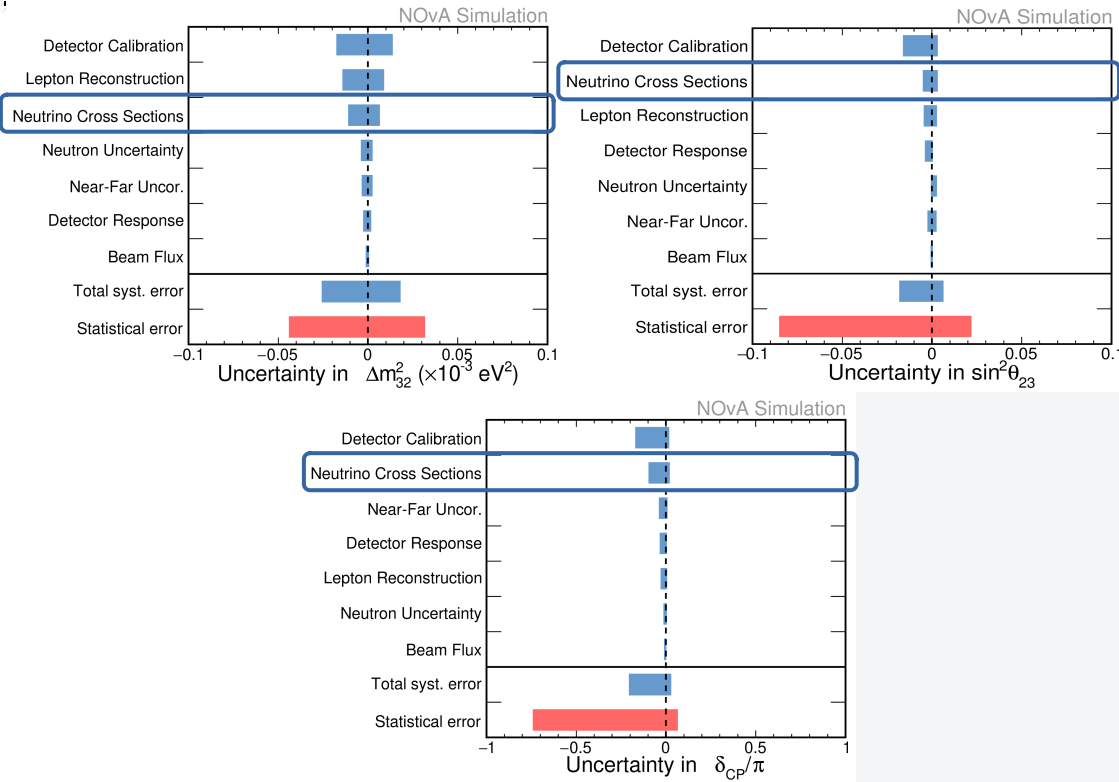 NOvA Simulation
Detector Calibration
Lepton Reconstruction
Neutrino Cross Sections
Neutron Uncertainty
Near-Far Uncor.
Detector Response
Beam Flux
Total syst. error
Statistical error
−0.1 −0.05 0 0.05 0.1
Uncertainty in Δm²₃₂ (×10⁻³ eV²)
NOvA Simulation
Detector Calibration
Neutrino Cross Sections
Lepton Reconstruction
Detector Response
Neutron Uncertainty
Near-Far Uncor.
Beam Flux
Total syst. error
Statistical error
−0.1 −0.05 0 0.05 0.1
Uncertainty in sin²θ₂₃
NOvA Simulation
Detector Calibration
Neutrino Cross Sections
Near-Far Uncor.
Detector Response
Lepton Reconstruction
Neutron Uncertainty
Beam Flux
Total syst. error
Statistical error
−1 −0.5 0 0.5 1
Uncertainty in δCP/π